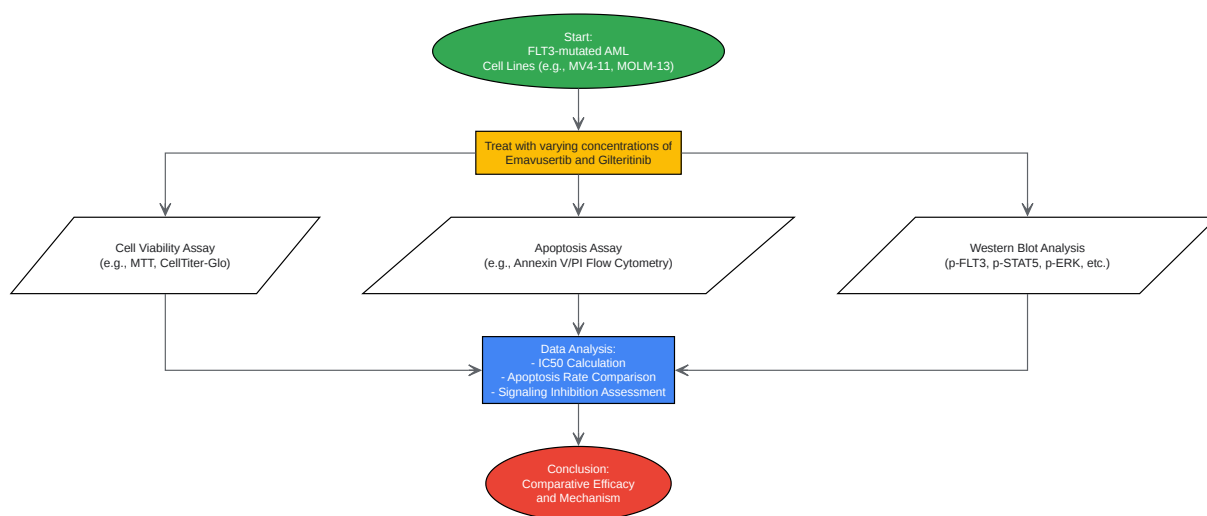 Start:
FLT3-mutated AML
Cell Lines (e.g., MV4-11, MOLM-13)
Treat with varying concentrations of
Emavusertib and Gilteritinib
Cell Viability Assay
(e.g., MTT, CellTiter-Glo)
Apoptosis Assay
(e.g., Annexin V/PI Flow Cytometry)
Western Blot Analysis
(p-FLT3, p-STAT5, p-ERK, etc.)
Data Analysis:
- IC50 Calculation
- Apoptosis Rate Comparison
- Signaling Inhibition Assessment
Conclusion:
Comparative Efficacy
and Mechanism